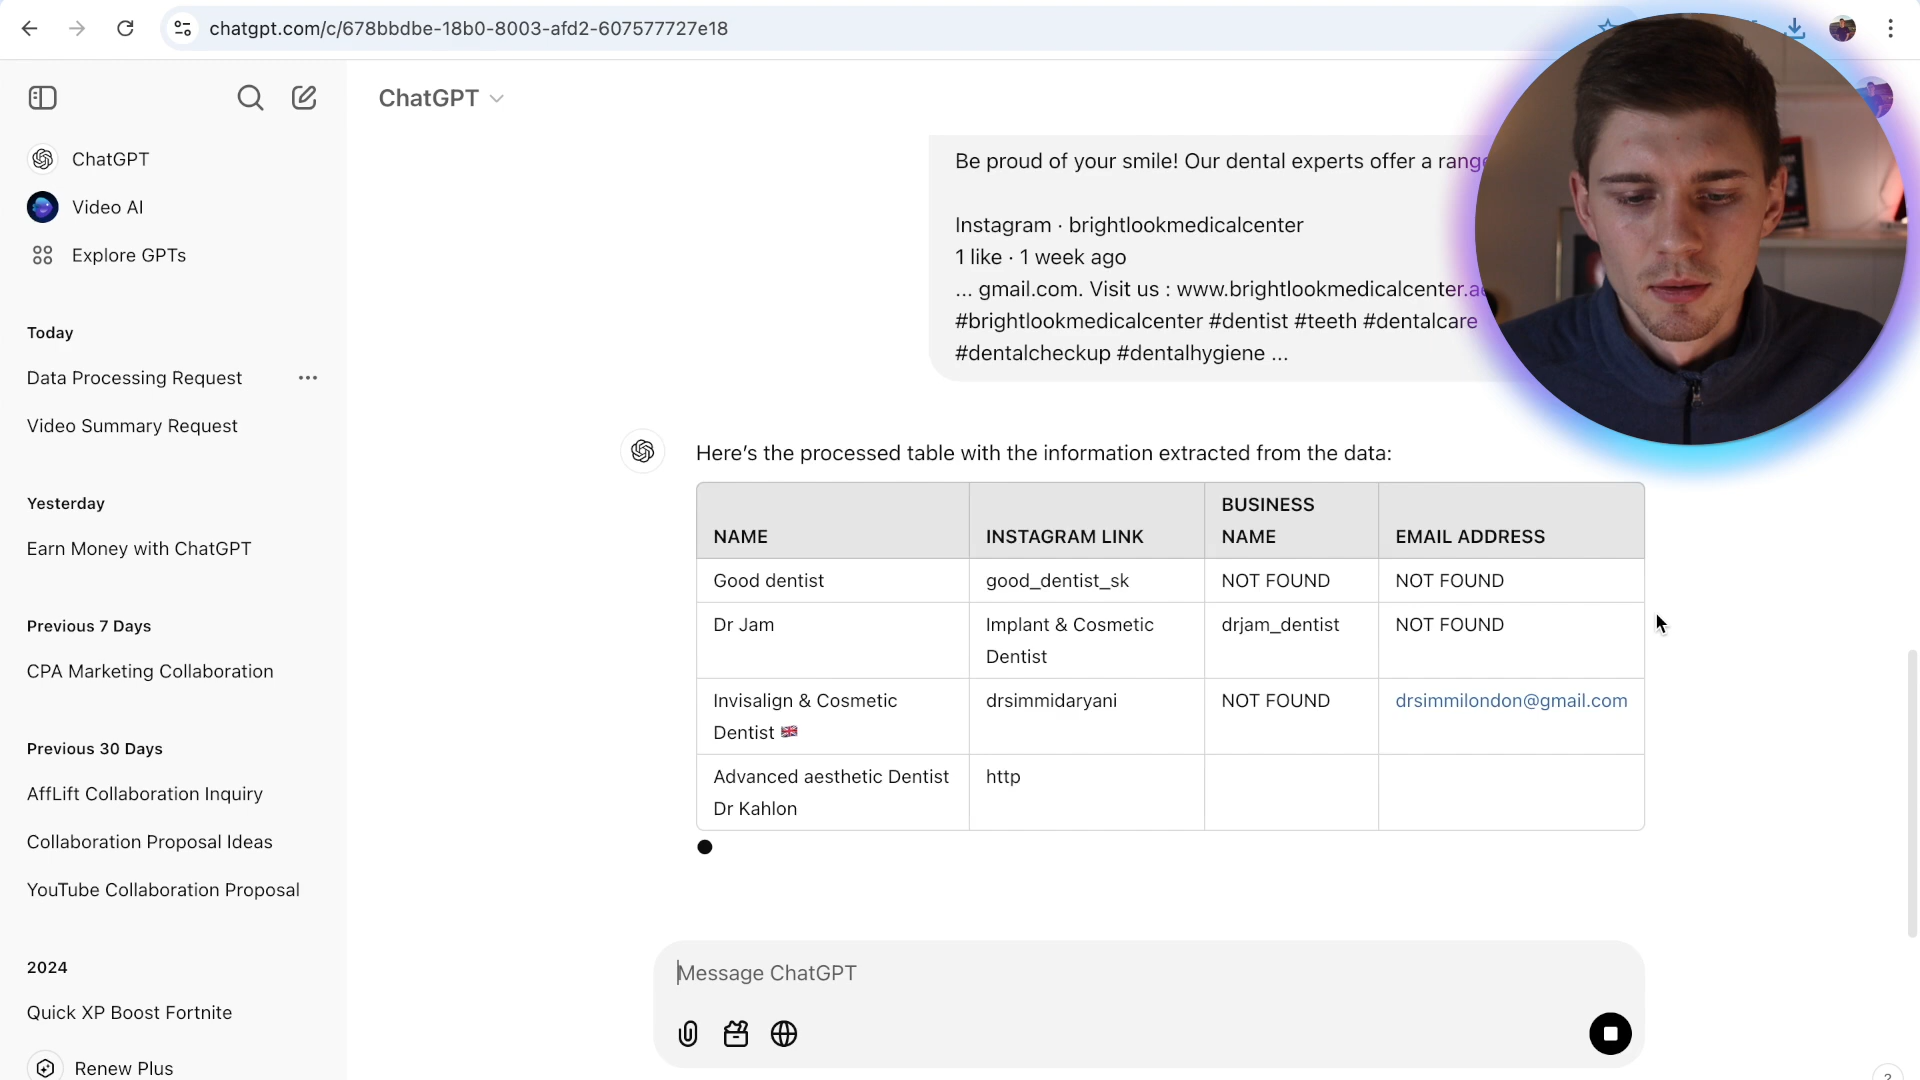 chatgpt.com/c/678bbdbe-18b0-8003-afd2-607577727e18
ChatGPT
ChatGPT
Video AI
Explore GPTs
Today
Data Processing Request
Video Summary Request
Yesterday
Earn Money with ChatGPT
Previous 7 Days
CPA Marketing Collaboration
Previous 30 Days
AffLift Collaboration Inquiry
Collaboration Proposal Ideas
YouTube Collaboration Proposal
2024
Quick XP Boost Fortnite
Renew Plus
Be proud of your smile! Our dental experts offer a range
Instagram · brightlookmedicalcenter
1 like · 1 week ago
... gmail.com. Visit us : www.brightlookmedicalcenter.ae
#brightlookmedicalcenter #dentist #teeth #dentalcare
#dentalcheckup #dentalhygiene ...
Here's the processed table with the information extracted from the data:
NAME INSTAGRAM LINK BUSINESS NAME EMAIL ADDRESS
Good dentist good_dentist_sk NOT FOUND NOT FOUND
Dr Jam Implant & Cosmetic Dentist drjam_dentist NOT FOUND
Invisalign & Cosmetic Dentist 🇬🇧 drsimmidaryani NOT FOUND drsimmilondon@gmail.com
Advanced aesthetic Dentist Dr Kahlon http
Message ChatGPT
?